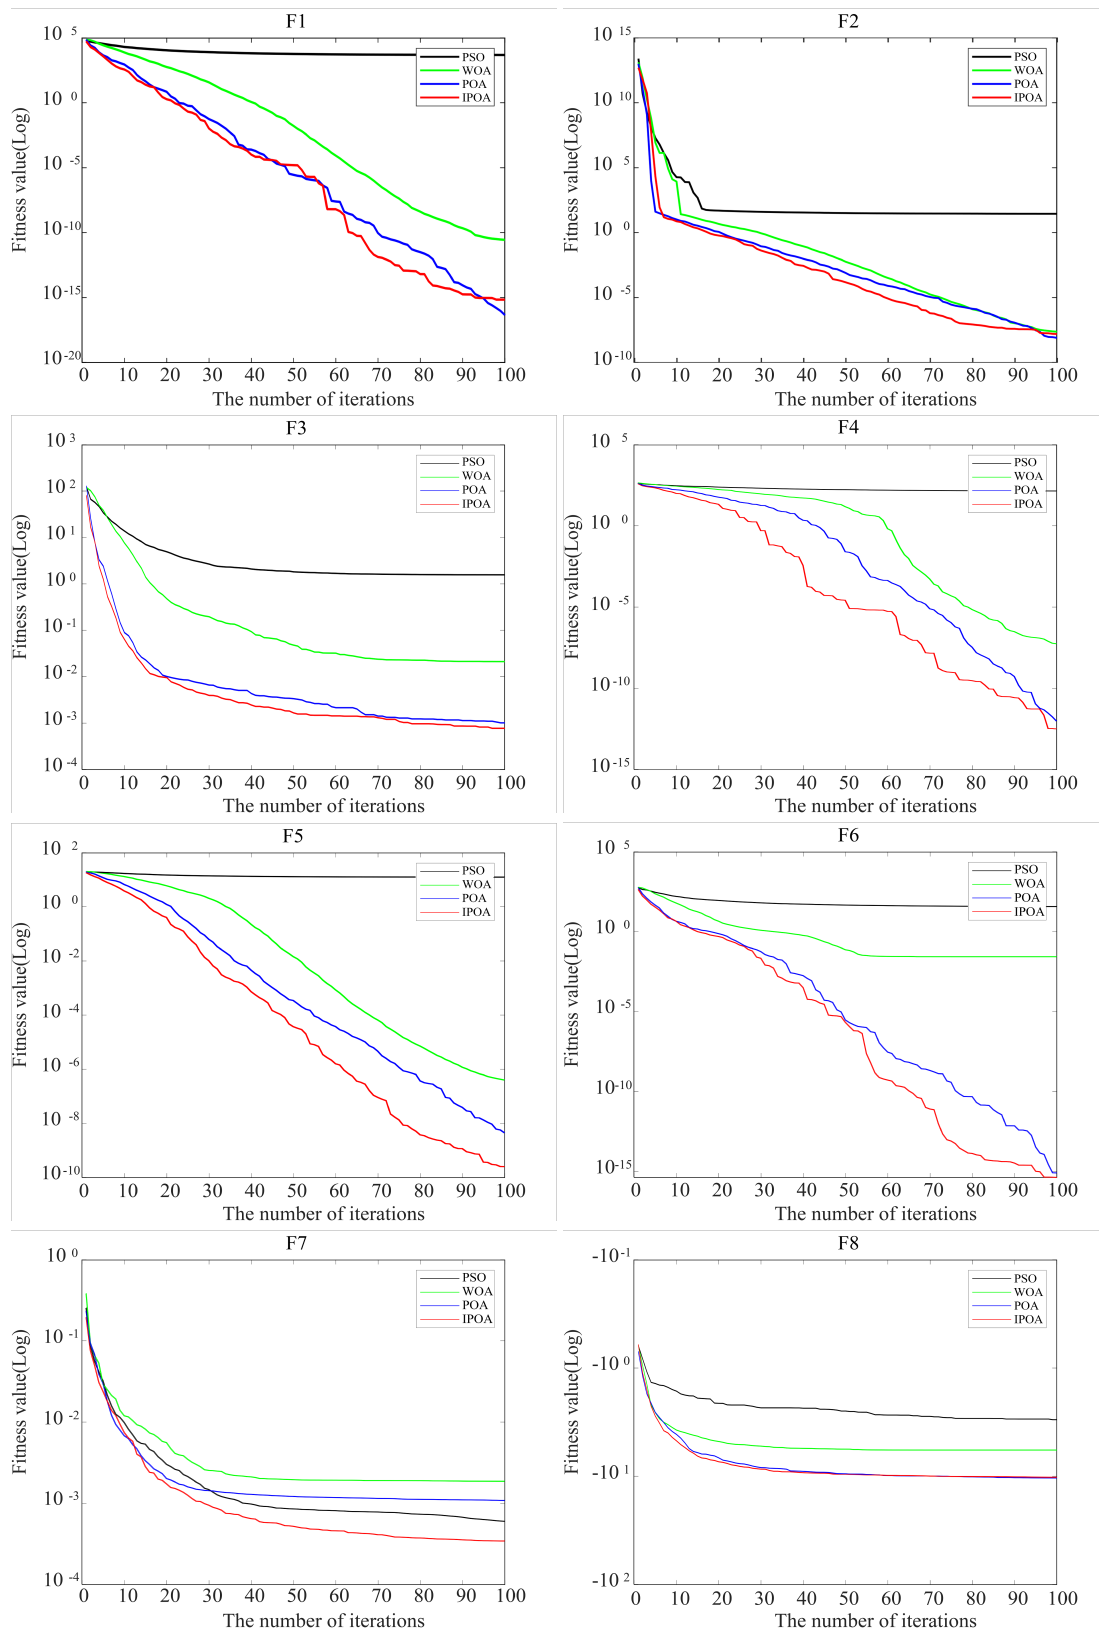 F1
10 5
10 0
10 -5
10 -10
10 -15
10 -20
Fitness value(Log)
PSO
WOA
POA
IPOA
0 10 20 30 40 50 60 70 80 90 100
The number of iterations
F2
10 15
10 10
10 5
10 0
10 -5
10 -10
Fitness value(Log)
PSO
WOA
POA
IPOA
0 10 20 30 40 50 60 70 80 90 100
The number of iterations
F3
10 3
10 2
10 1
10 0
10 -1
10 -2
10 -3
10 -4
Fitness value(Log)
PSO
WOA
POA
IPOA
0 10 20 30 40 50 60 70 80 90 100
The number of iterations
F4
10 5
10 0
10 -5
10 -10
10 -15
Fitness value(Log)
PSO
WOA
POA
IPOA
0 10 20 30 40 50 60 70 80 90 100
The number of iterations
F5
10 2
10 0
10 -2
10 -4
10 -6
10 -8
10 -10
Fitness value(Log)
PSO
WOA
POA
IPOA
0 10 20 30 40 50 60 70 80 90 100
The number of iterations
F6
10 5
10 0
10 -5
10 -10
10 -15
Fitness value(Log)
PSO
WOA
POA
IPOA
0 10 20 30 40 50 60 70 80 90 100
The number of iterations
F7
10 0
10 -1
10 -2
10 -3
10 -4
Fitness value(Log)
PSO
WOA
POA
IPOA
0 10 20 30 40 50 60 70 80 90 100
The number of iterations
F8
-10 -1
-10 0
-10 1
-10 2
Fitness value(Log)
PSO
WOA
POA
IPOA
0 10 20 30 40 50 60 70 80 90 100
The number of iterations